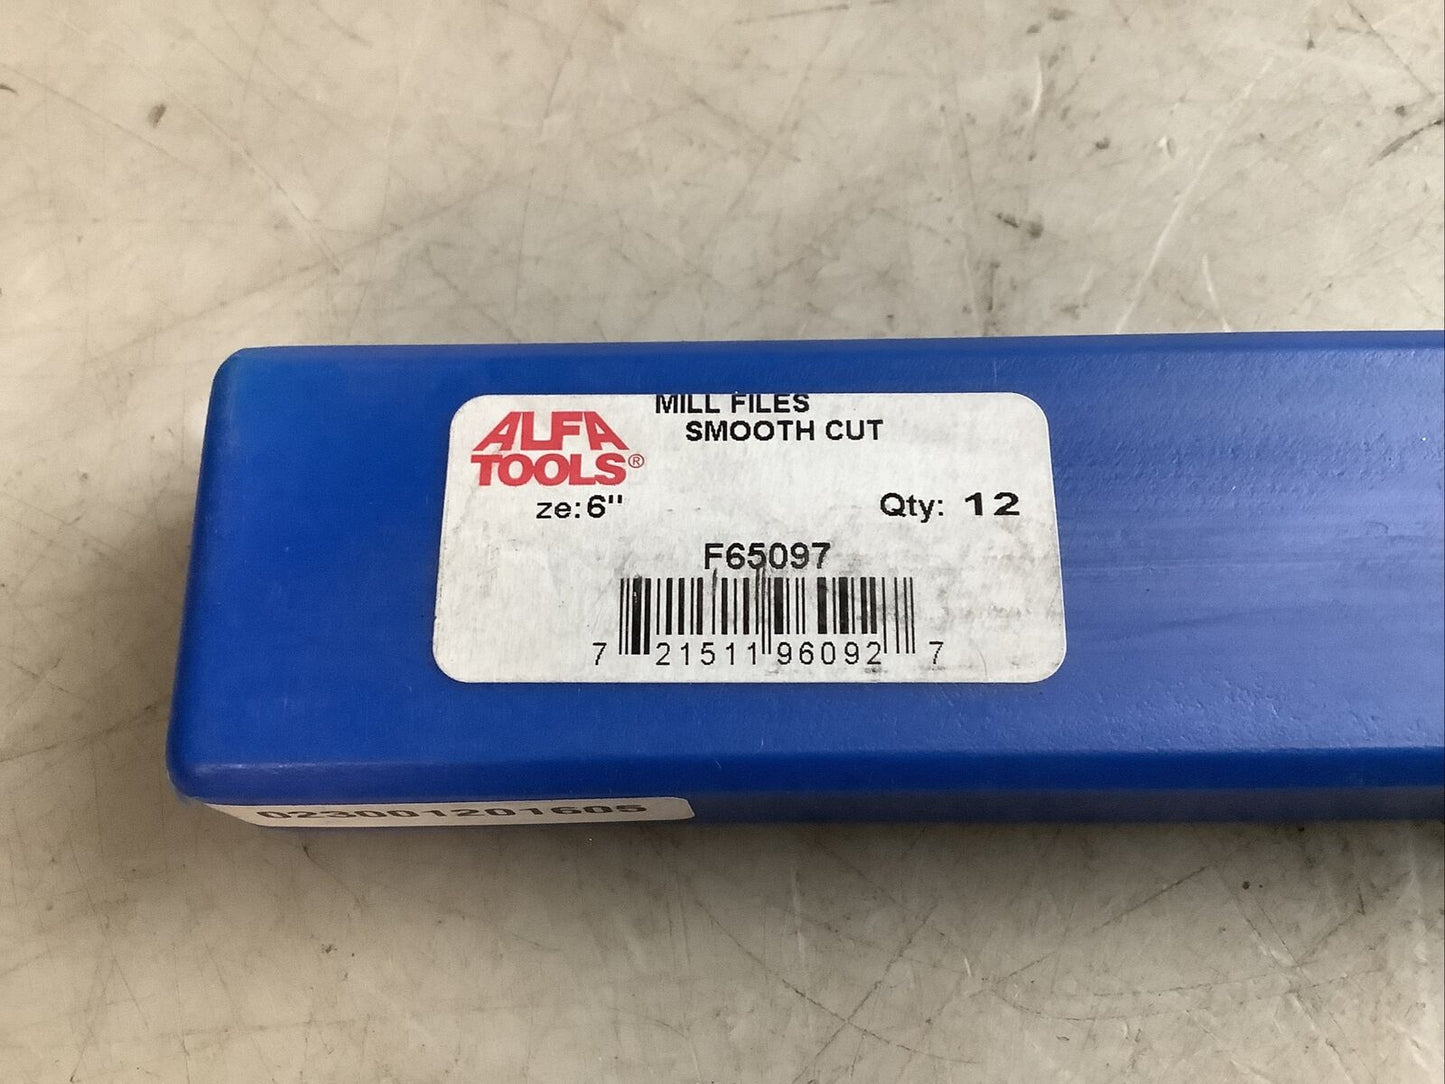 MILL FILES
SMOOTH CUT
ALFA
TOOLS®
ze: 6" Qty: 12
F65097
7 21511 96092 7
023001201605